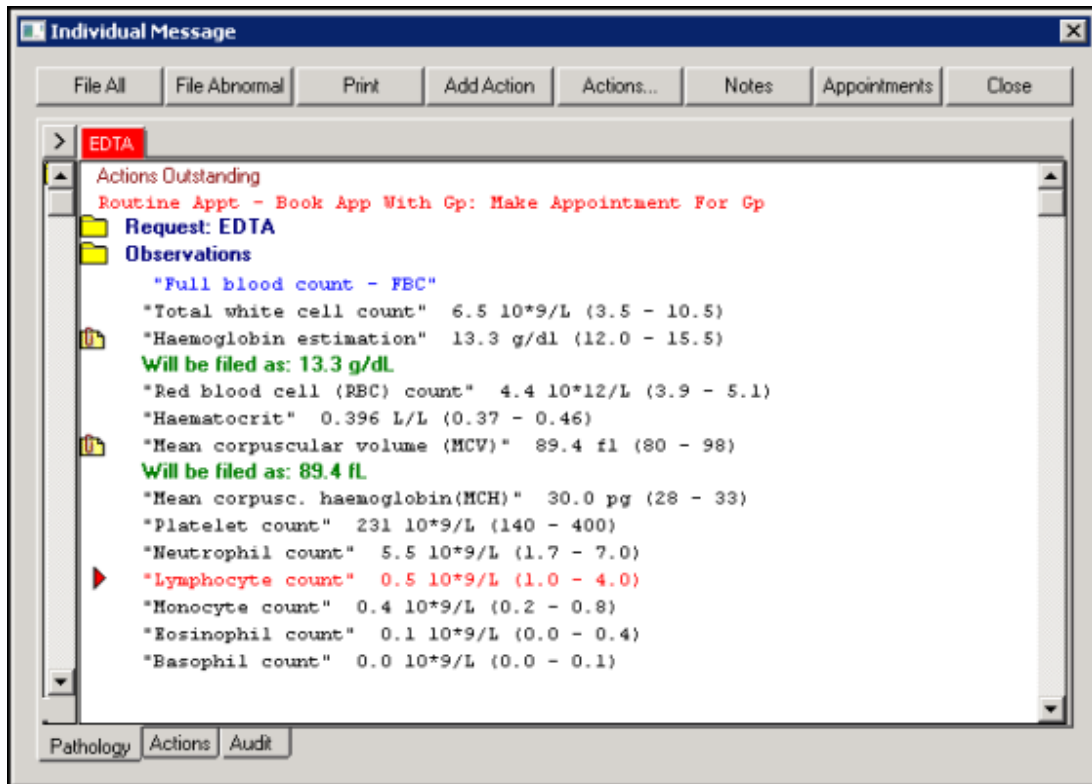 Individual Message
File All File Abnormal Print Add Action Actions... Notes Appointments Close
> EDTA
Actions Outstanding
Routine Appt - Book App With Gp: Make Appointment For Gp
Request: EDTA
Observations
"Full blood count - FBC"
"Total white cell count" 6.5 10*9/L (3.5 - 10.5)
"Haemoglobin estimation" 13.3 g/dl (12.0 - 15.5)
Will be filed as: 13.3 g/dL
"Red blood cell (RBC) count" 4.4 10*12/L (3.9 - 5.1)
"Haematocrit" 0.396 L/L (0.37 - 0.46)
"Mean corpuscular volume (MCV)" 89.4 fl (80 - 98)
Will be filed as: 89.4 fL
"Mean corpusc. haemoglobin(MCH)" 30.0 pg (28 - 33)
"Platelet count" 231 10*9/L (140 - 400)
"Neutrophil count" 5.5 10*9/L (1.7 - 7.0)
"Lymphocyte count" 0.5 10*9/L (1.0 - 4.0)
"Monocyte count" 0.4 10*9/L (0.2 - 0.8)
"Eosinophil count" 0.1 10*9/L (0.0 - 0.4)
"Basophil count" 0.0 10*9/L (0.0 - 0.1)
Pathology Actions Audit